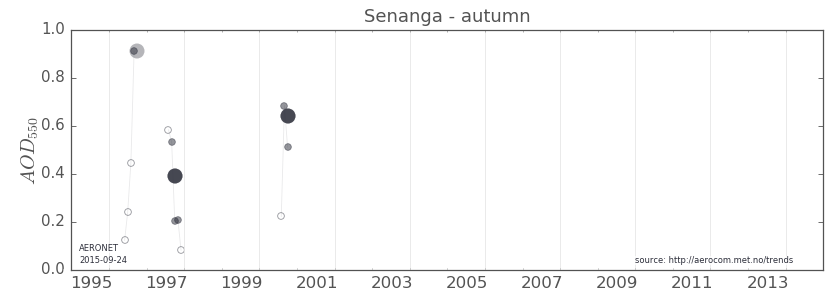 Senanga - autumn
1.0
0.8
0.6
0.4
0.2
0.0
AOD550
AERONET
2015-09-24
source: http://aerocom.met.no/trends
1995 1997 1999 2001 2003 2005 2007 2009 2011 2013